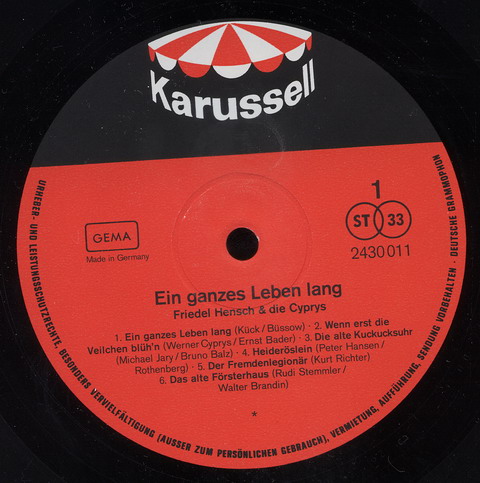 Karussell
1
ST 33
GEMA
Made in Germany
2430 011
Ein ganzes Leben lang
Friedel Hensch & die Cyprys
1. Ein ganzes Leben lang (Kück/Büssow) · 2. Wenn erst die
Veilchen blüh'n (Werner Cyprys/Ernst Bader) · 3. Die alte Kuckucksuhr
(Michael Jary/Bruno Balz) · 4. Heideröslein (Peter Hansen/
Rothenberg) · 5. Der Fremdenlegionär (Kurt Richter)
6. Das alte Försterhaus (Rudi Stemmler/
Walter Brandin)
*
URHEBER- UND LEISTUNGSSCHUTZRECHTE, BESONDERS VERVIELFÄLTIGUNG (AUSSER ZUM PERSÖNLICHEN GEBRAUCH), VERMIETUNG, AUFFÜHRUNG, SENDUNG VORBEHALTEN · DEUTSCHE GRAMMOPHON